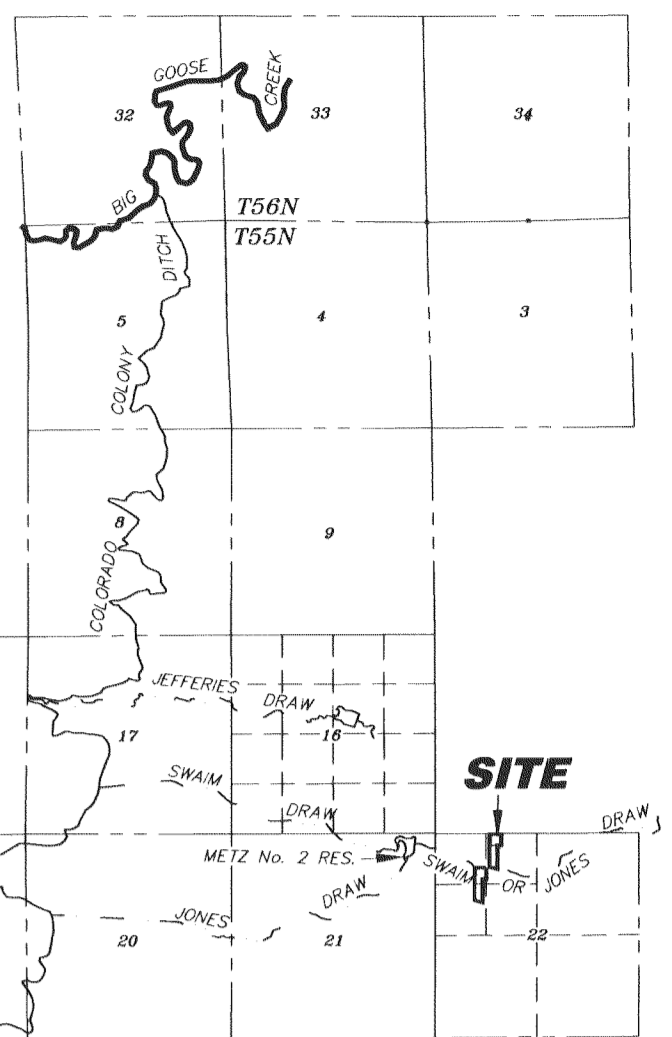 GOOSE
CREEK
32
33
34
BIG
T56N
T55N
DITCH
5
4
3
COLONY
8
9
COLORADO
JEFFERIES
DRAW
17
16
SWAIM
SITE
DRAW
DRAW
METZ No. 2 RES.
SWAIM
OR
JONES
DRAW
JONES
20
21
22